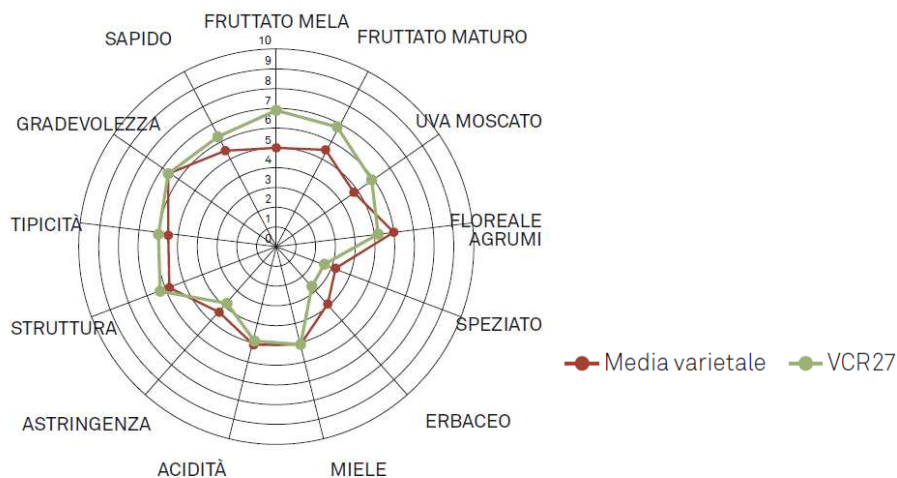 FRUTTATO MELA
FRUTTATO MATURO
SAPIDO
10
9
8
7
6
5
4
3
2
1
0
GRADEVOLEZZA
UVA MOSCATO
TIPICITÀ
FLOREALE
AGRUMI
STRUTTURA
SPEZIATO
Media varietale
VCR27
ASTRINGENZA
ERBACEO
ACIDITÀ
MIELE